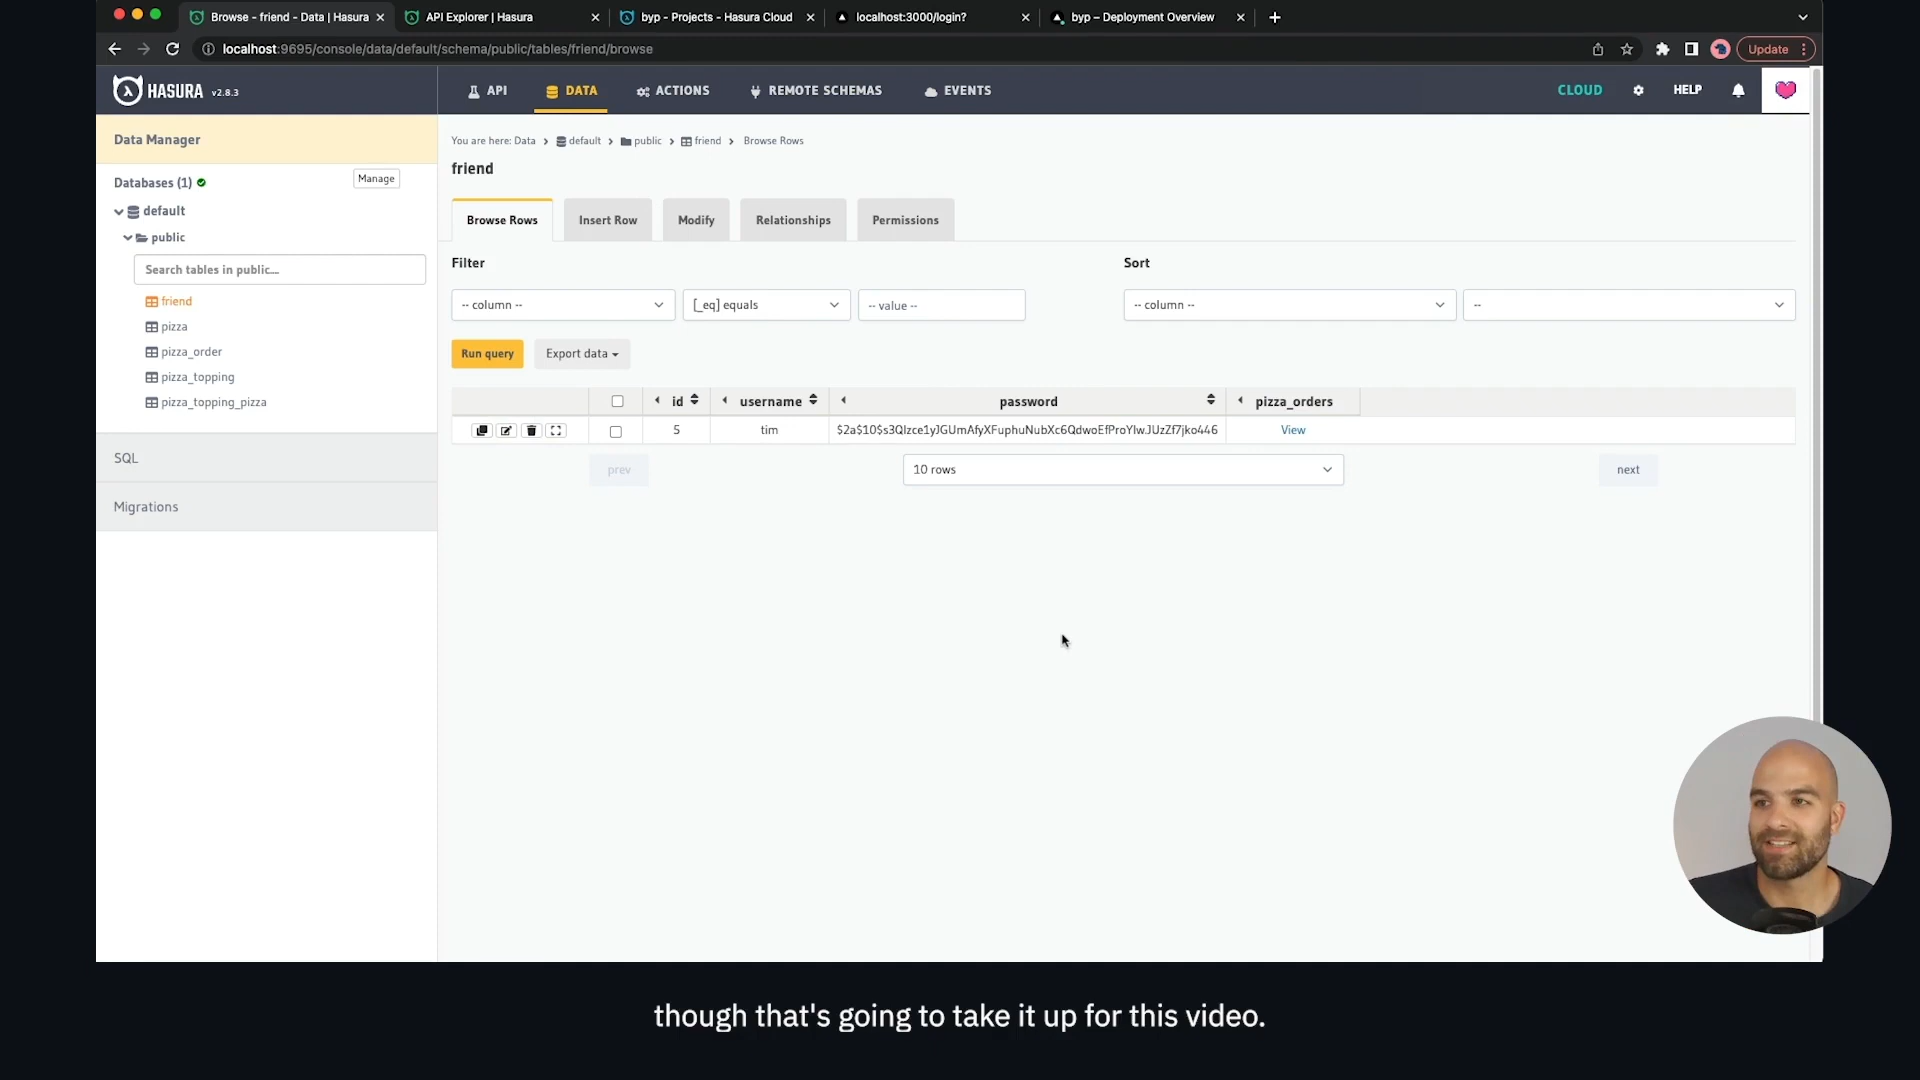 Browse - friend - Data | Hasura
API Explorer | Hasura
byp - Projects - Hasura Cloud
localhost:3000/login?
byp – Deployment Overview
localhost:9695/console/data/default/schema/public/tables/friend/browse
Update
HASURA v2.8.3
API
DATA
ACTIONS
REMOTE SCHEMAS
EVENTS
CLOUD
HELP
Data Manager
Databases (1)
Manage
default
public
Search tables in public....
friend
pizza
pizza_order
pizza_topping
pizza_topping_pizza
SQL
Migrations
You are here: Data > default > public > friend > Browse Rows
friend
Browse Rows
Insert Row
Modify
Relationships
Permissions
Filter
Sort
-- column --
[_eq] equals
-- value --
-- column --
--
Run query
Export data
id username password pizza_orders
5 tim $2a$10$s3Qlzce1yJGUmAfyXFuphuNubXc6QdwoEfProYlw.JUzZf7jko446 View
prev
10 rows
next
though that's going to take it up for this video.